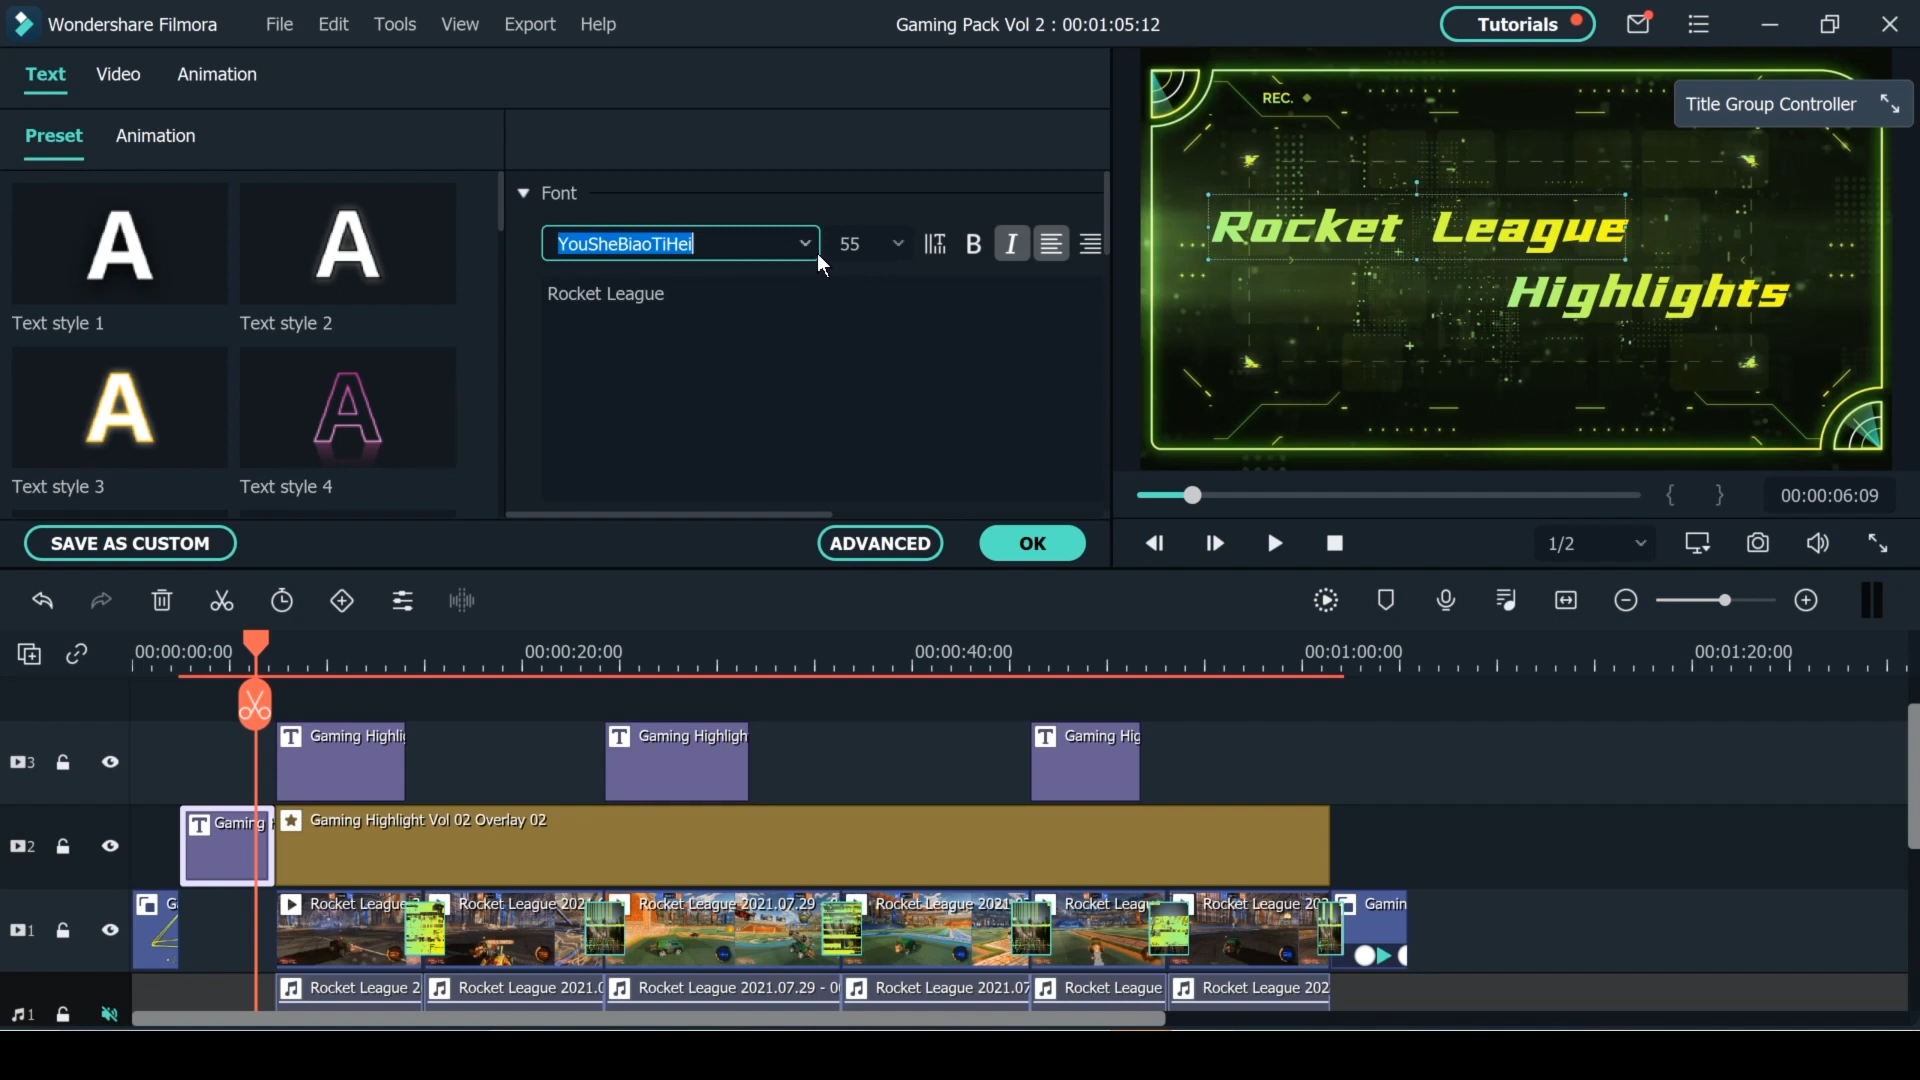 Wondershare Filmora File Edit Tools View Export Help Gaming Pack Vol 2 : 00:01:05:12 Tutorials
Text Video Animation
Preset Animation
Text style 1 Text style 2
Text style 3 Text style 4
Font
YouSheBiaoTiHei 55 B I
Rocket League
REC. Title Group Controller
Rocket League
Highlights
{ } 00:00:06:09
SAVE AS CUSTOM ADVANCED OK 1/2
00:00:00:00 00:00:20:00 00:00:40:00 00:01:00:00 00:01:20:00
3 T Gaming Highli T Gaming Highligh T Gaming Hig
2 T Gaming Gaming Highlight Vol 02 Overlay 02
1 G Rocket League Rocket League 202 Rocket League 2021.07.29 Rocket League 2021 Rocket Leag Rocket League 202 Gamin
1 Rocket League 2 Rocket League 2021.0 Rocket League 2021.07.29 - 0 Rocket League 2021.07 Rocket League Rocket League 202